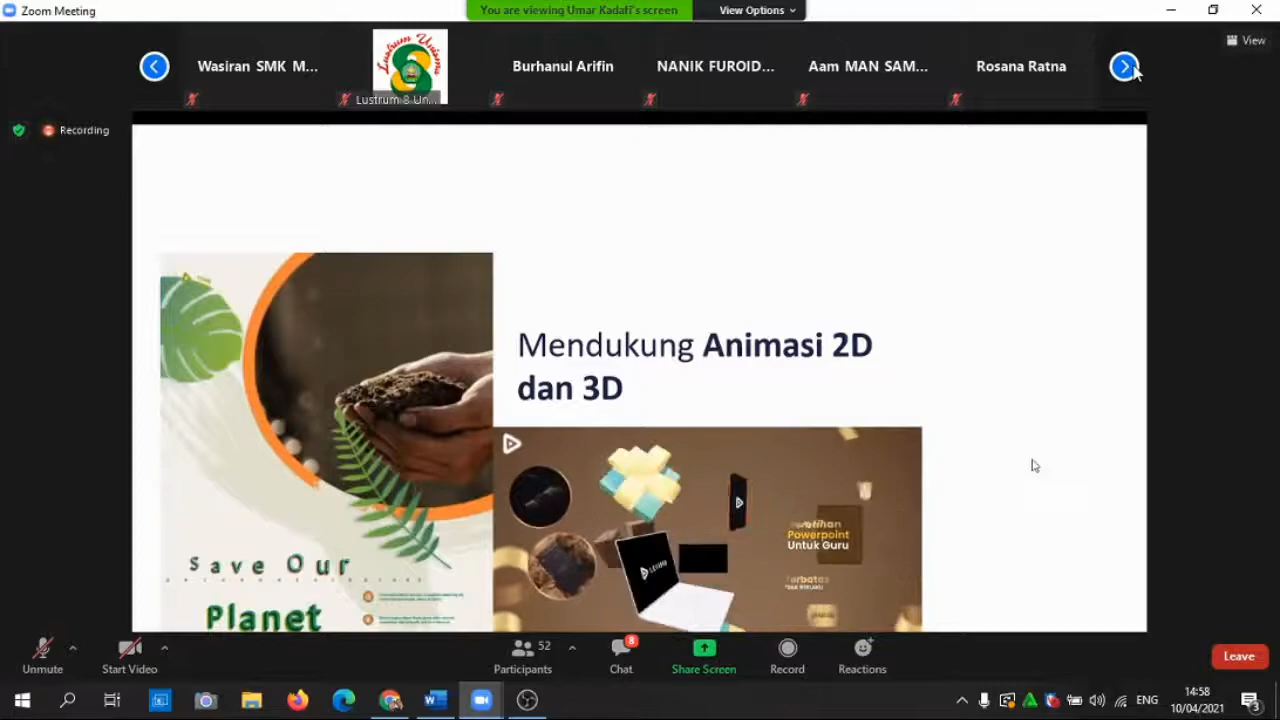 Zoom Meeting
You are viewing Umar Kadafi's screen
View Options
View
Wasiran SMK M...
Lustrum Unisma
Lustrum 8 Un...
Burhanul Arifin
NANIK FUROID...
Aam MAN SAM...
Rosana Ratna
Recording
Mendukung Animasi 2D
dan 3D
Save Our
Planet
Powerpoint
Untuk Guru
Unmute
Start Video
52
Participants
8
Chat
Share Screen
Record
Reactions
Leave
ENG
14:58
10/04/2021
3